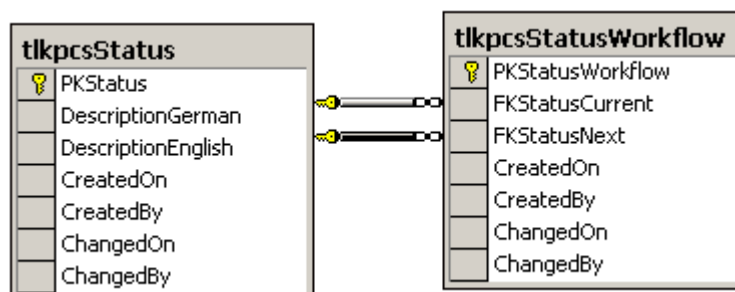 tlkpcsStatus
PKStatus
DescriptionGerman
DescriptionEnglish
CreatedOn
CreatedBy
ChangedOn
ChangedBy
tlkpcsStatusWorkflow
PKStatusWorkflow
FKStatusCurrent
FKStatusNext
CreatedOn
CreatedBy
ChangedOn
ChangedBy